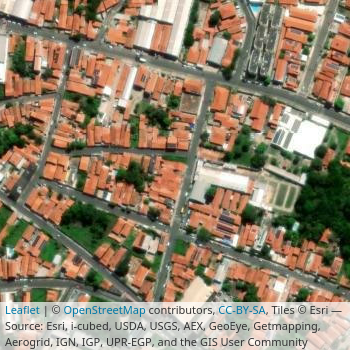 Leaflet | © OpenStreetMap contributors, CC-BY-SA, Tiles © Esri —
Source: Esri, i-cubed, USDA, USGS, AEX, GeoEye, Getmapping,
Aerogrid, IGN, IGP, UPR-EGP, and the GIS User Community